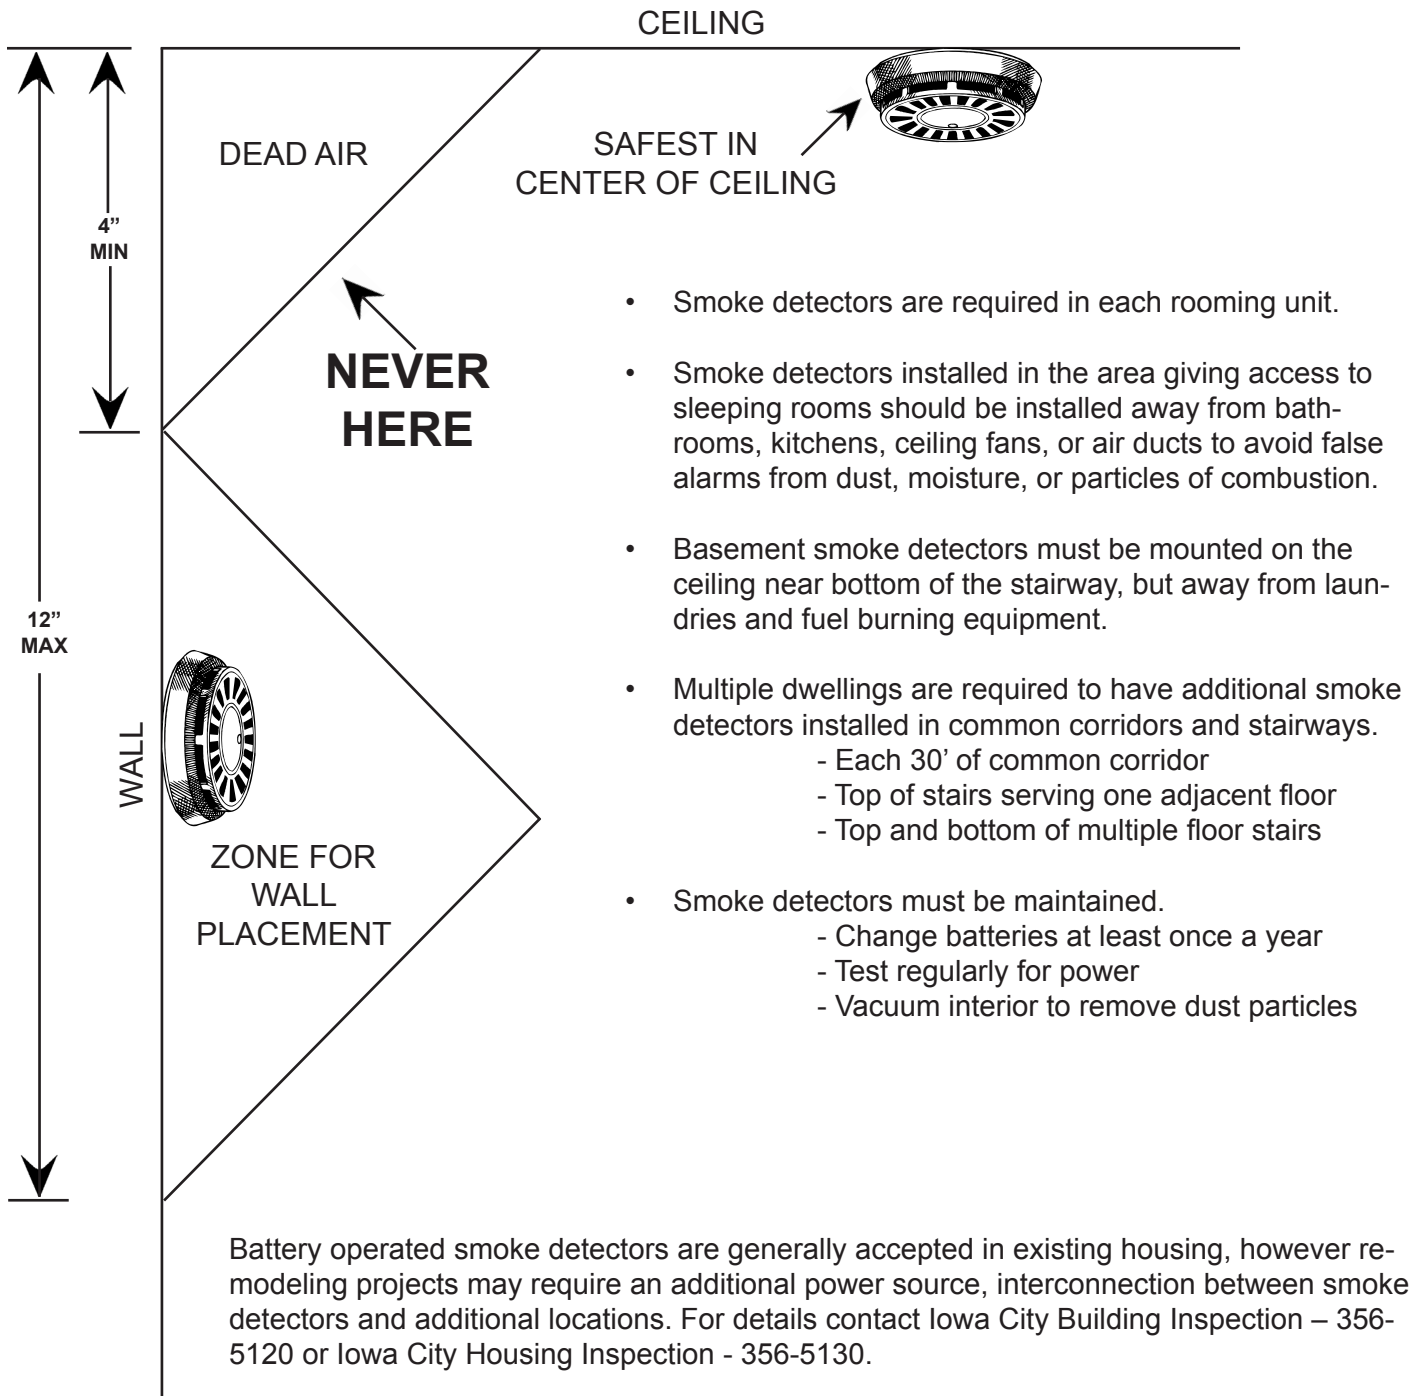 CEILING
DEAD AIR
SAFEST IN
CENTER OF CEILING
4”
MIN
NEVER
HERE
12”
MAX
WALL
ZONE FOR
WALL
PLACEMENT
• Smoke detectors are required in each rooming unit.
• Smoke detectors installed in the area giving access to
sleeping rooms should be installed away from bath-
rooms, kitchens, ceiling fans, or air ducts to avoid false
alarms from dust, moisture, or particles of combustion.
• Basement smoke detectors must be mounted on the
ceiling near bottom of the stairway, but away from laun-
dries and fuel burning equipment.
• Multiple dwellings are required to have additional smoke
detectors installed in common corridors and stairways.
- Each 30’ of common corridor
- Top of stairs serving one adjacent floor
- Top and bottom of multiple floor stairs
• Smoke detectors must be maintained.
- Change batteries at least once a year
- Test regularly for power
- Vacuum interior to remove dust particles
Battery operated smoke detectors are generally accepted in existing housing, however re-
modeling projects may require an additional power source, interconnection between smoke
detectors and additional locations. For details contact Iowa City Building Inspection – 356-
5120 or Iowa City Housing Inspection - 356-5130.